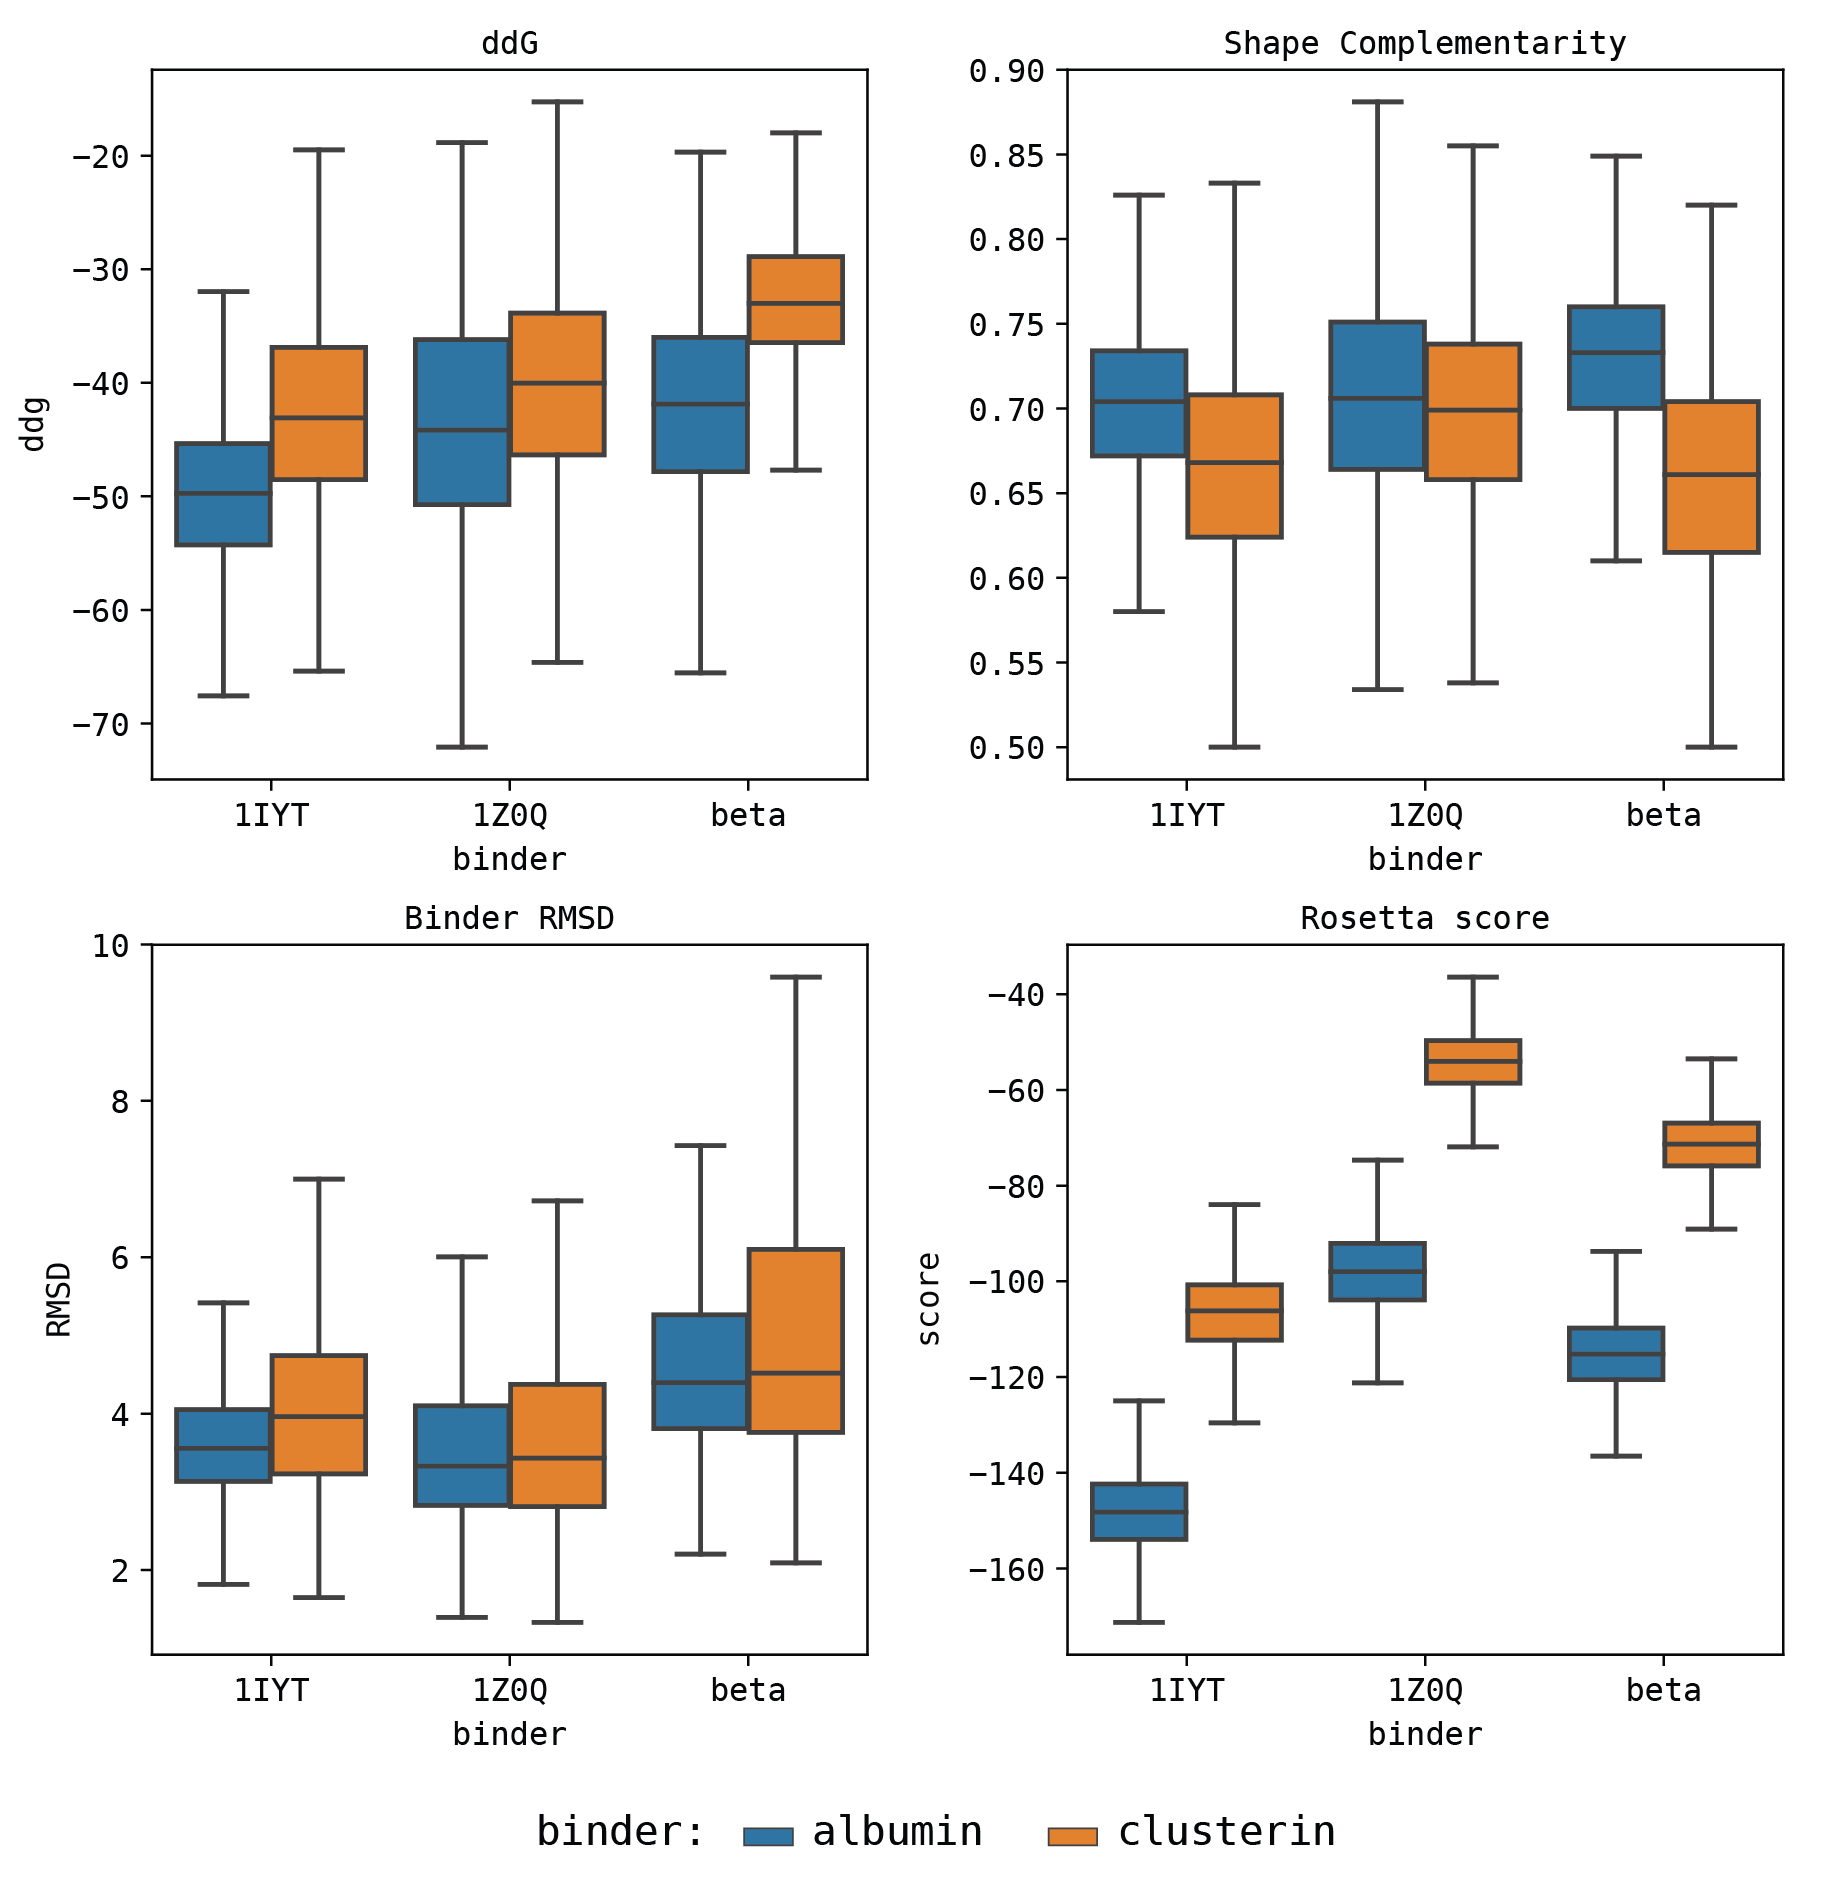 ddG
ddg
−20
−30
−40
−50
−60
−70
1IYT 1Z0Q beta
binder
Shape Complementarity
0.90
0.85
0.80
0.75
0.70
0.65
0.60
0.55
0.50
1IYT 1Z0Q beta
binder
Binder RMSD
RMSD
10
8
6
4
2
1IYT 1Z0Q beta
binder
Rosetta score
score
−40
−60
−80
−100
−120
−140
−160
1IYT 1Z0Q beta
binder
binder: albumin clusterin